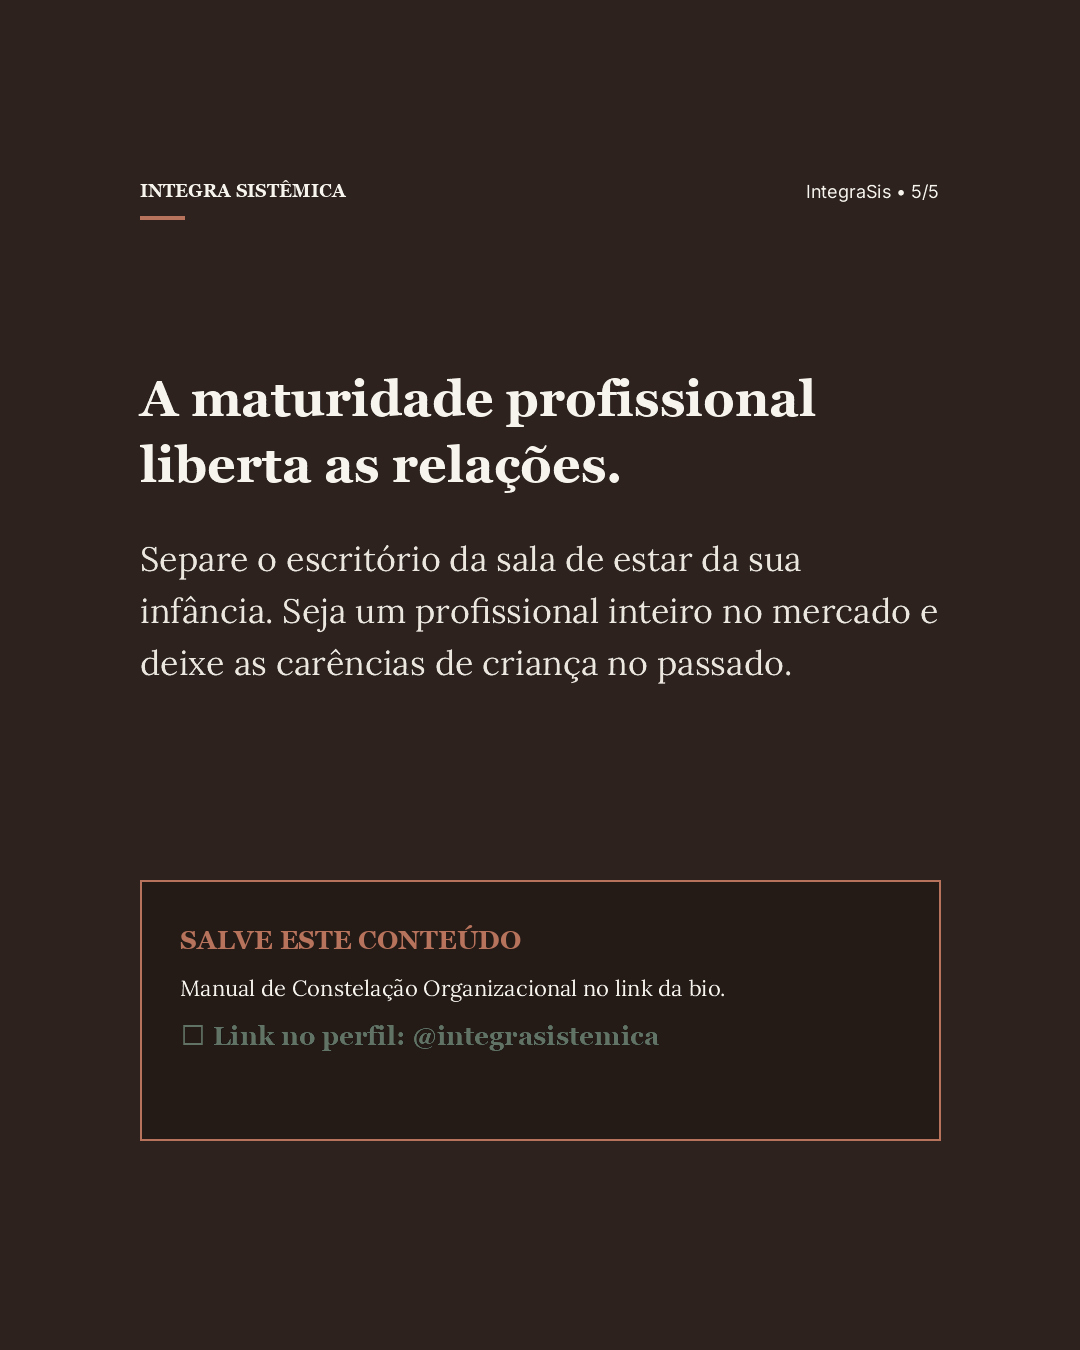 INTEGRA SISTÊMICA
IntegraSis • 5/5
A maturidade profissional
liberta as relações.
Separe o escritório da sala de estar da sua
infância. Seja um profissional inteiro no mercado e
deixe as carências de criança no passado.
SALVE ESTE CONTEÚDO
Manual de Constelação Organizacional no link da bio.
☐ Link no perfil: @integrasistemica